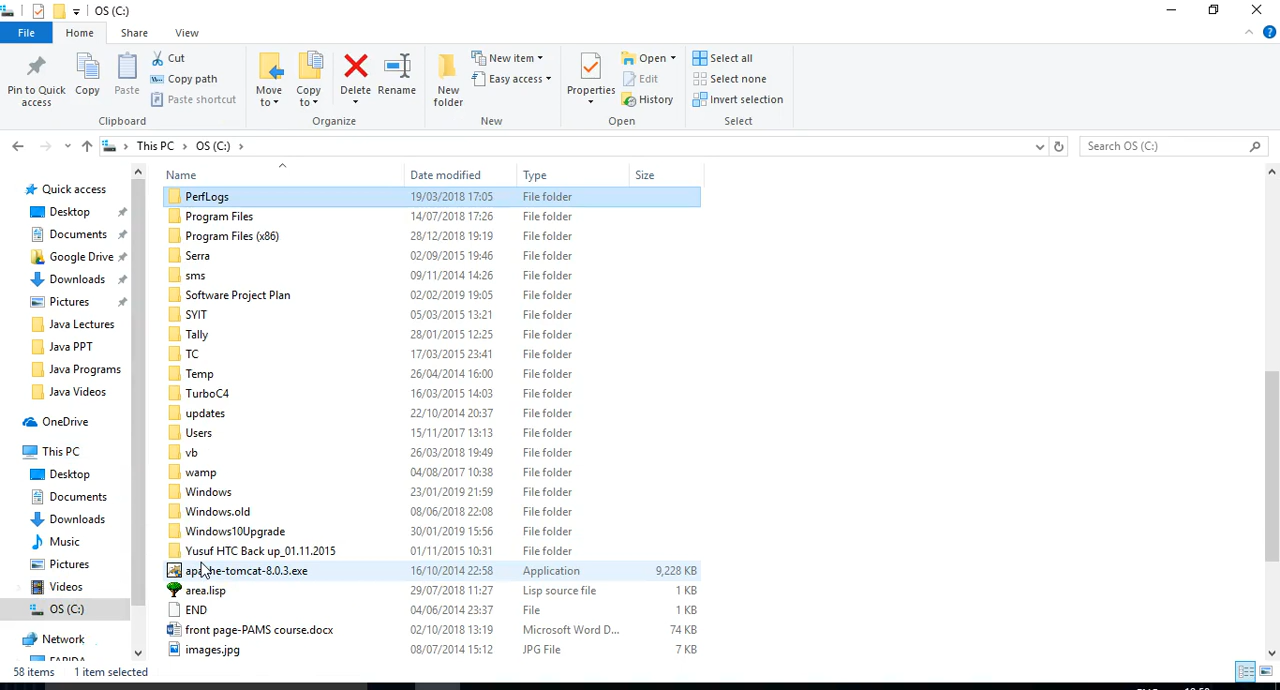 OS (C:)
File Home Share View
Pin to Quick access
Copy
Paste
Cut
Copy path
Paste shortcut
Clipboard
Move to
Copy to
Delete
Rename
Organize
New folder
New item
Easy access
New
Properties
Open
Edit
History
Open
Select all
Select none
Invert selection
Select
This PC OS (C:)
Search OS (C:)
Quick access
Desktop
Documents
Google Drive
Downloads
Pictures
Java Lectures
Java PPT
Java Programs
Java Videos
OneDrive
This PC
Desktop
Documents
Downloads
Music
Pictures
Videos
OS (C:)
Network
Name Date modified Type Size
PerfLogs 19/03/2018 17:05 File folder
Program Files 14/07/2018 17:26 File folder
Program Files (x86) 28/12/2018 19:19 File folder
Serra 02/09/2015 19:46 File folder
sms 09/11/2014 14:26 File folder
Software Project Plan 02/02/2019 19:05 File folder
SYIT 05/03/2015 13:21 File folder
Tally 28/01/2015 12:25 File folder
TC 17/03/2015 23:41 File folder
Temp 26/04/2014 16:00 File folder
TurboC4 16/03/2015 14:03 File folder
updates 22/10/2014 20:37 File folder
Users 15/11/2017 13:13 File folder
vb 26/03/2018 19:49 File folder
wamp 04/08/2017 10:38 File folder
Windows 23/01/2019 21:59 File folder
Windows.old 08/06/2018 22:08 File folder
Windows10Upgrade 30/01/2019 15:56 File folder
Yusuf HTC Back up_01.11.2015 01/11/2015 10:31 File folder
apache-tomcat-8.0.3.exe 16/10/2014 22:58 Application 9,228 KB
area.lisp 29/07/2018 11:27 Lisp source file 1 KB
END 04/06/2014 23:37 File 1 KB
front page-PAMS course.docx 02/10/2018 13:19 Microsoft Word D... 74 KB
images.jpg 08/07/2014 15:12 JPG File 7 KB
58 items 1 item selected